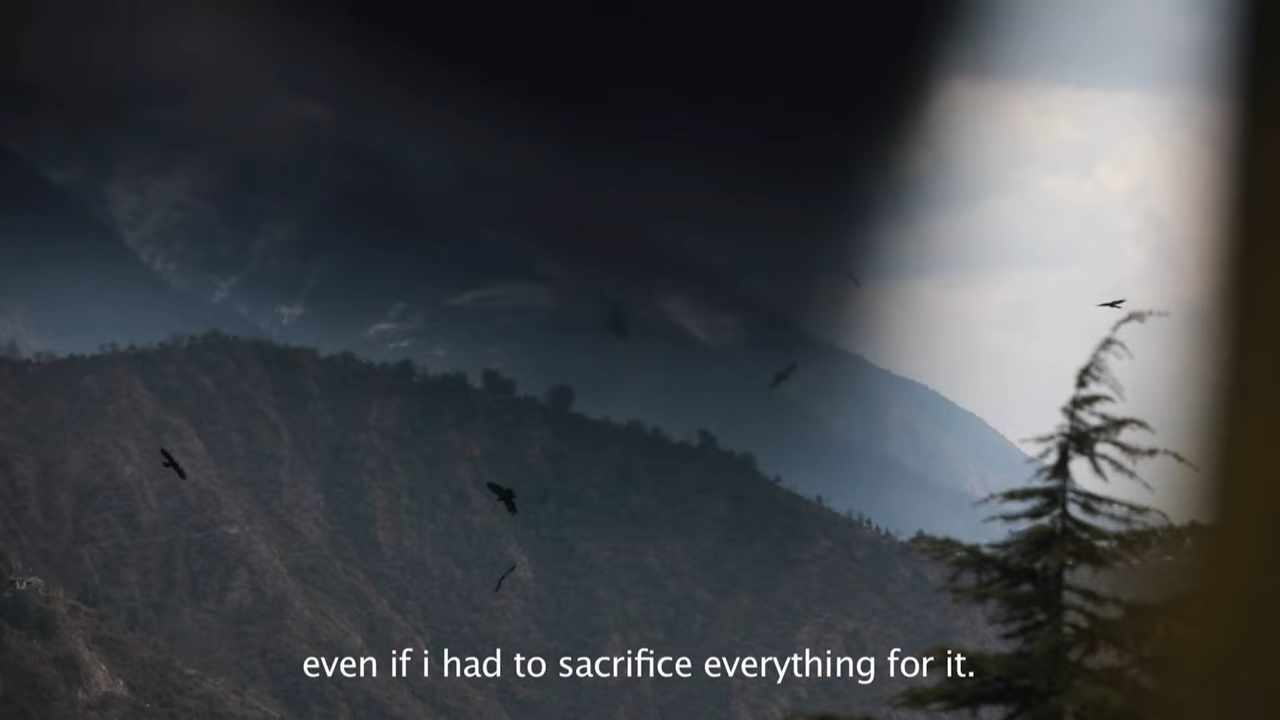 even if i had to sacrifice everything for it.